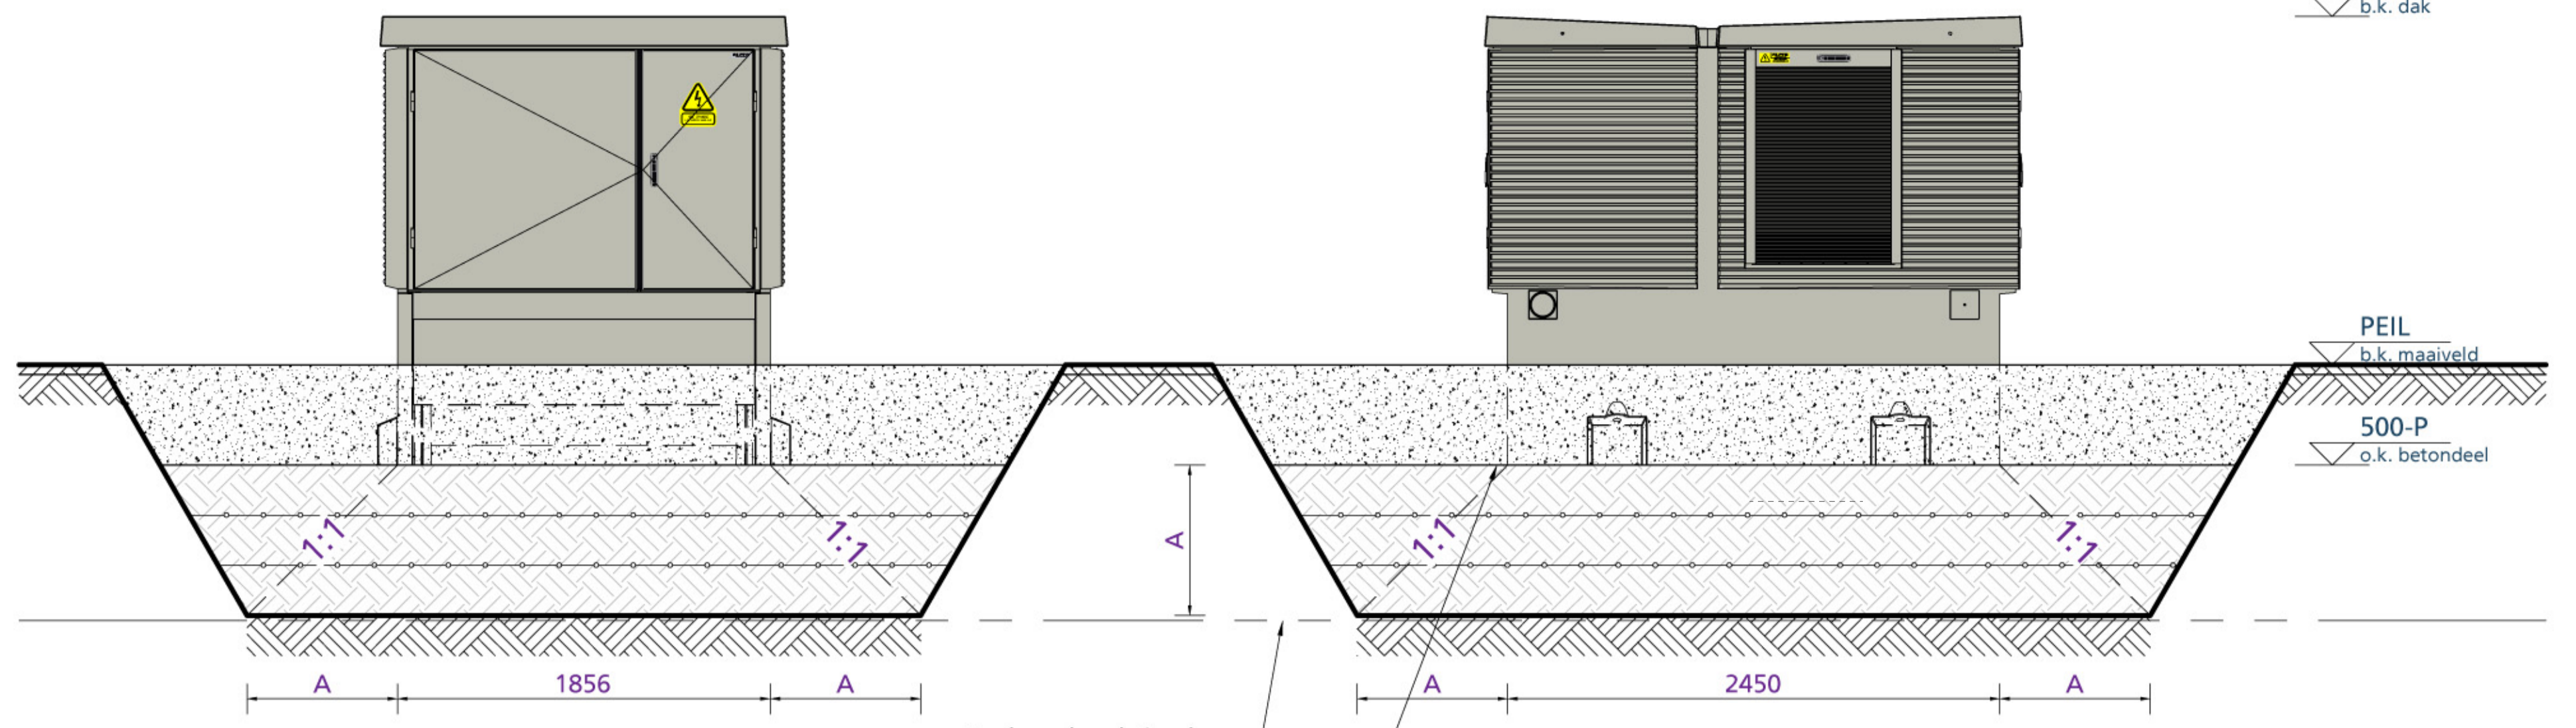 b.k. dak
PEIL
b.k. maaiveld
500-P
o.k. betondeel
1:1
1:1
A
1:1
1:1
A
1856
A
A
2450
A